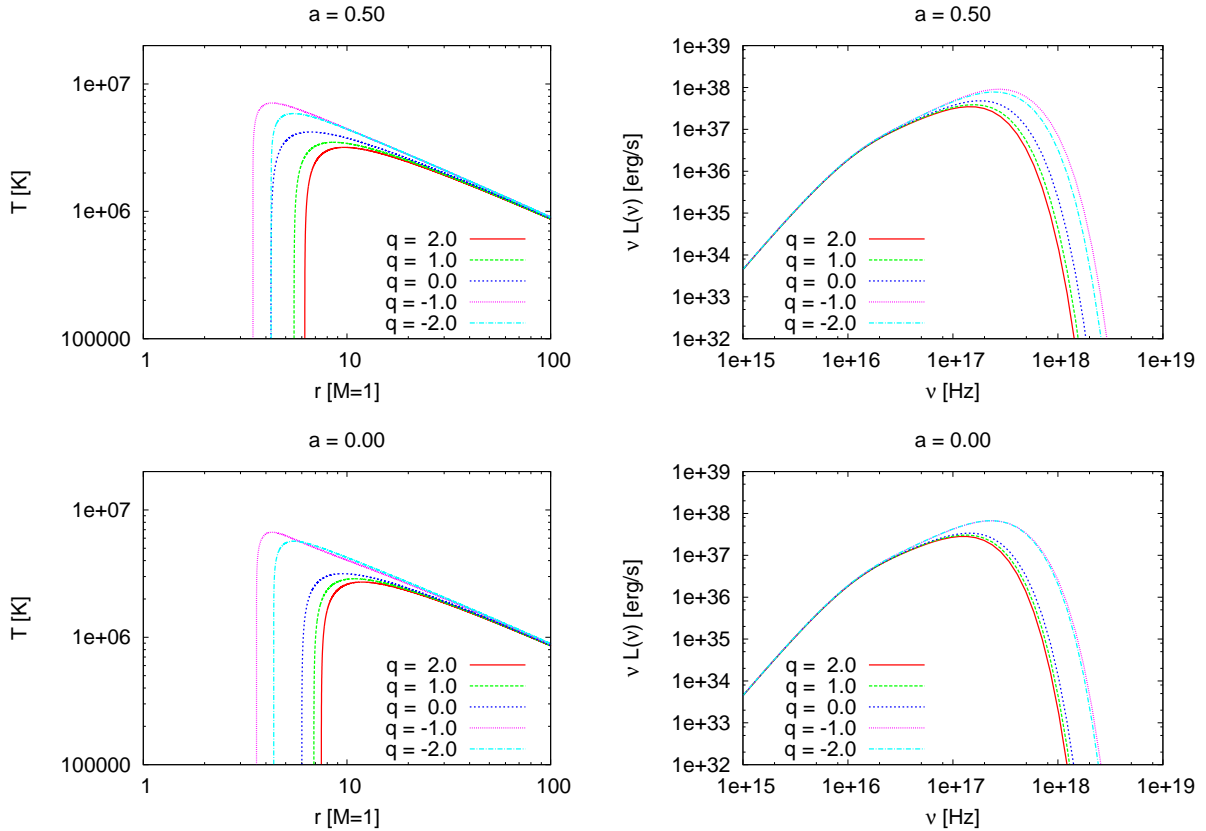 a = 0.50
1e+07
1e+06
100000
T [K]
q = 2.0
q = 1.0
q = 0.0
q = -1.0
q = -2.0
1 10 100
r [M=1]
a = 0.50
1e+39
1e+38
1e+37
1e+36
1e+35
1e+34
1e+33
1e+32
ν L(ν) [erg/s]
q = 2.0
q = 1.0
q = 0.0
q = -1.0
q = -2.0
1e+15 1e+16 1e+17 1e+18 1e+19
ν [Hz]
a = 0.00
1e+07
1e+06
100000
T [K]
q = 2.0
q = 1.0
q = 0.0
q = -1.0
q = -2.0
1 10 100
r [M=1]
a = 0.00
1e+39
1e+38
1e+37
1e+36
1e+35
1e+34
1e+33
1e+32
ν L(ν) [erg/s]
q = 2.0
q = 1.0
q = 0.0
q = -1.0
q = -2.0
1e+15 1e+16 1e+17 1e+18 1e+19
ν [Hz]